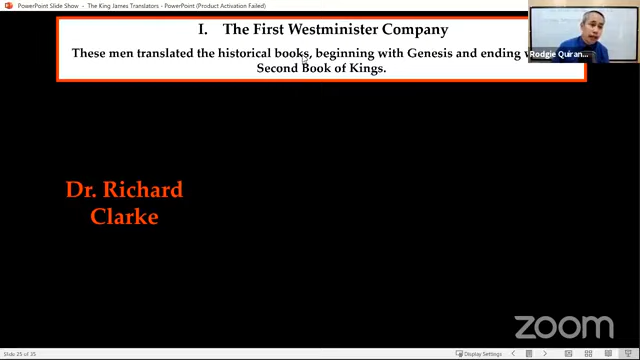 PowerPoint Slide Show - The King James Translators - PowerPoint (Product Activation Failed)
I. The First Westminister Company
These men translated the historical books, beginning with Genesis and ending
Second Book of Kings.
Rodgie Quiran...
Dr. Richard
Clarke
zoom
Slide 25 of 35
Display Settings